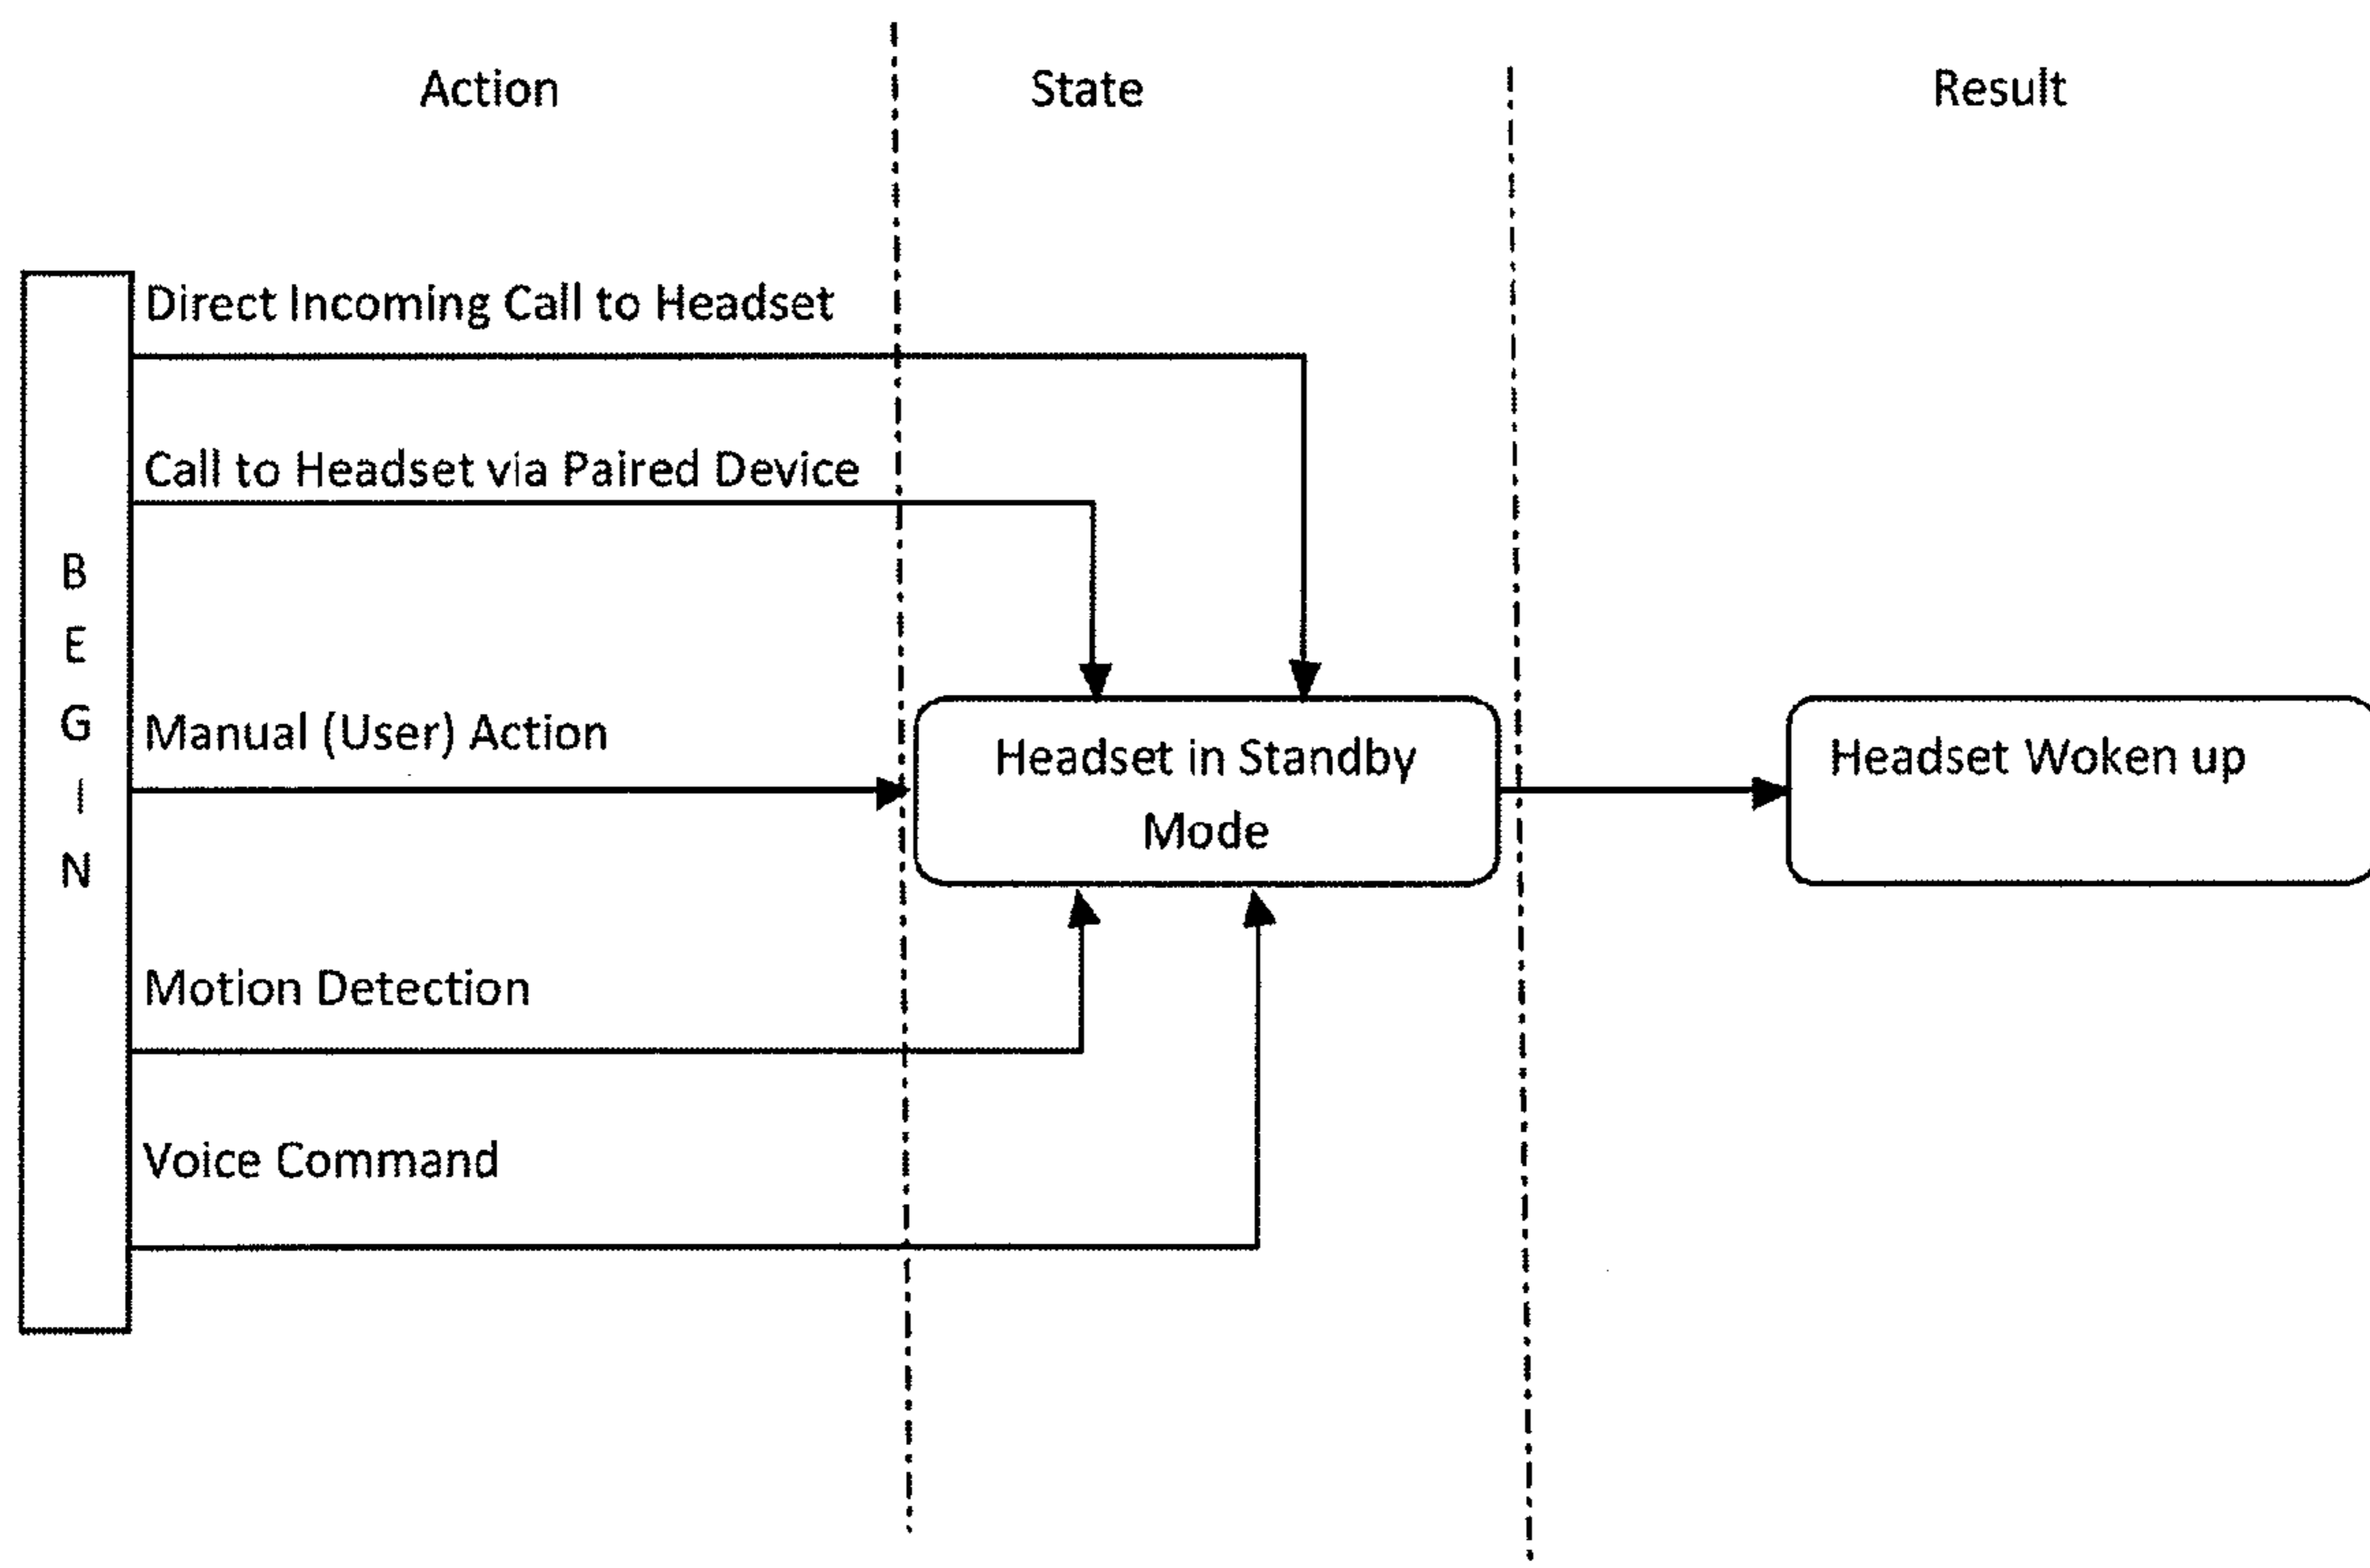 Action
State
Result
Direct Incoming Call to Headset
Call to Headset via Paired Device
B
E
G
I
N
Manual (User) Action
Headset in Standby
Mode
Headset Woken up
Motion Detection
Voice Command